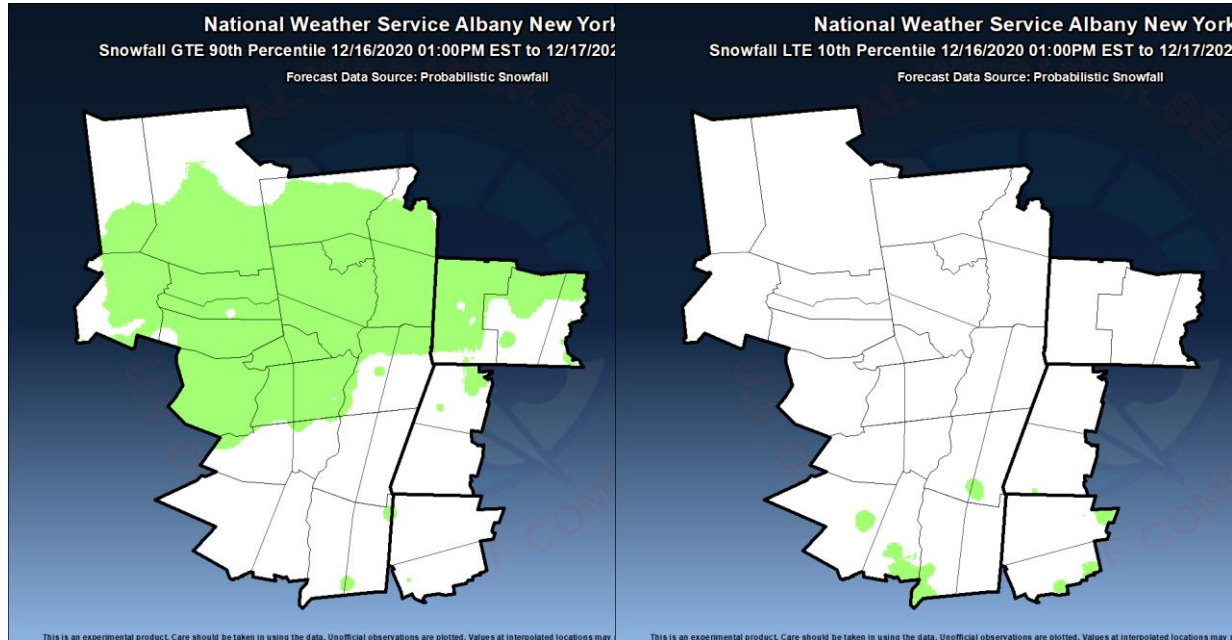 National Weather Service Albany New York
Snowfall GTE 90th Percentile 12/16/2020 01:00PM EST to 12/17/202
Forecast Data Source: Probabilistic Snowfall
This is an experimental product. Care should be taken in using the data. Unofficial observations are plotted. Values at interpolated locations may
National Weather Service Albany New York
Snowfall LTE 10th Percentile 12/16/2020 01:00PM EST to 12/17/202
Forecast Data Source: Probabilistic Snowfall
This is an experimental product. Care should be taken in using the data. Unofficial observations are plotted. Values at interpolated locations may